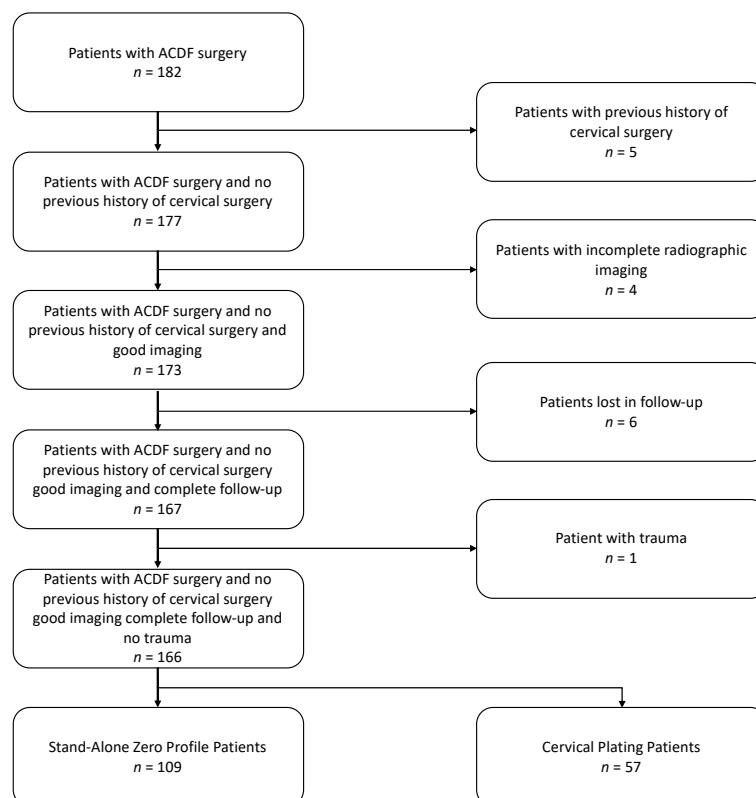 Patients with ACDF surgery
n = 182
Patients with previous history of
cervical surgery
n = 5
Patients with ACDF surgery and no
previous history of cervical surgery
n = 177
Patients with incomplete radiographic
imaging
n = 4
Patients with ACDF surgery and no
previous history of cervical surgery and
good imaging
n = 173
Patients lost in follow-up
n = 6
Patients with ACDF surgery and no
previous history of cervical surgery
good imaging and complete follow-up
n = 167
Patient with trauma
n = 1
Patients with ACDF surgery and no
previous history of cervical surgery
good imaging complete follow-up and
no trauma
n = 166
Stand-Alone Zero Profile Patients
n = 109
Cervical Plating Patients
n = 57